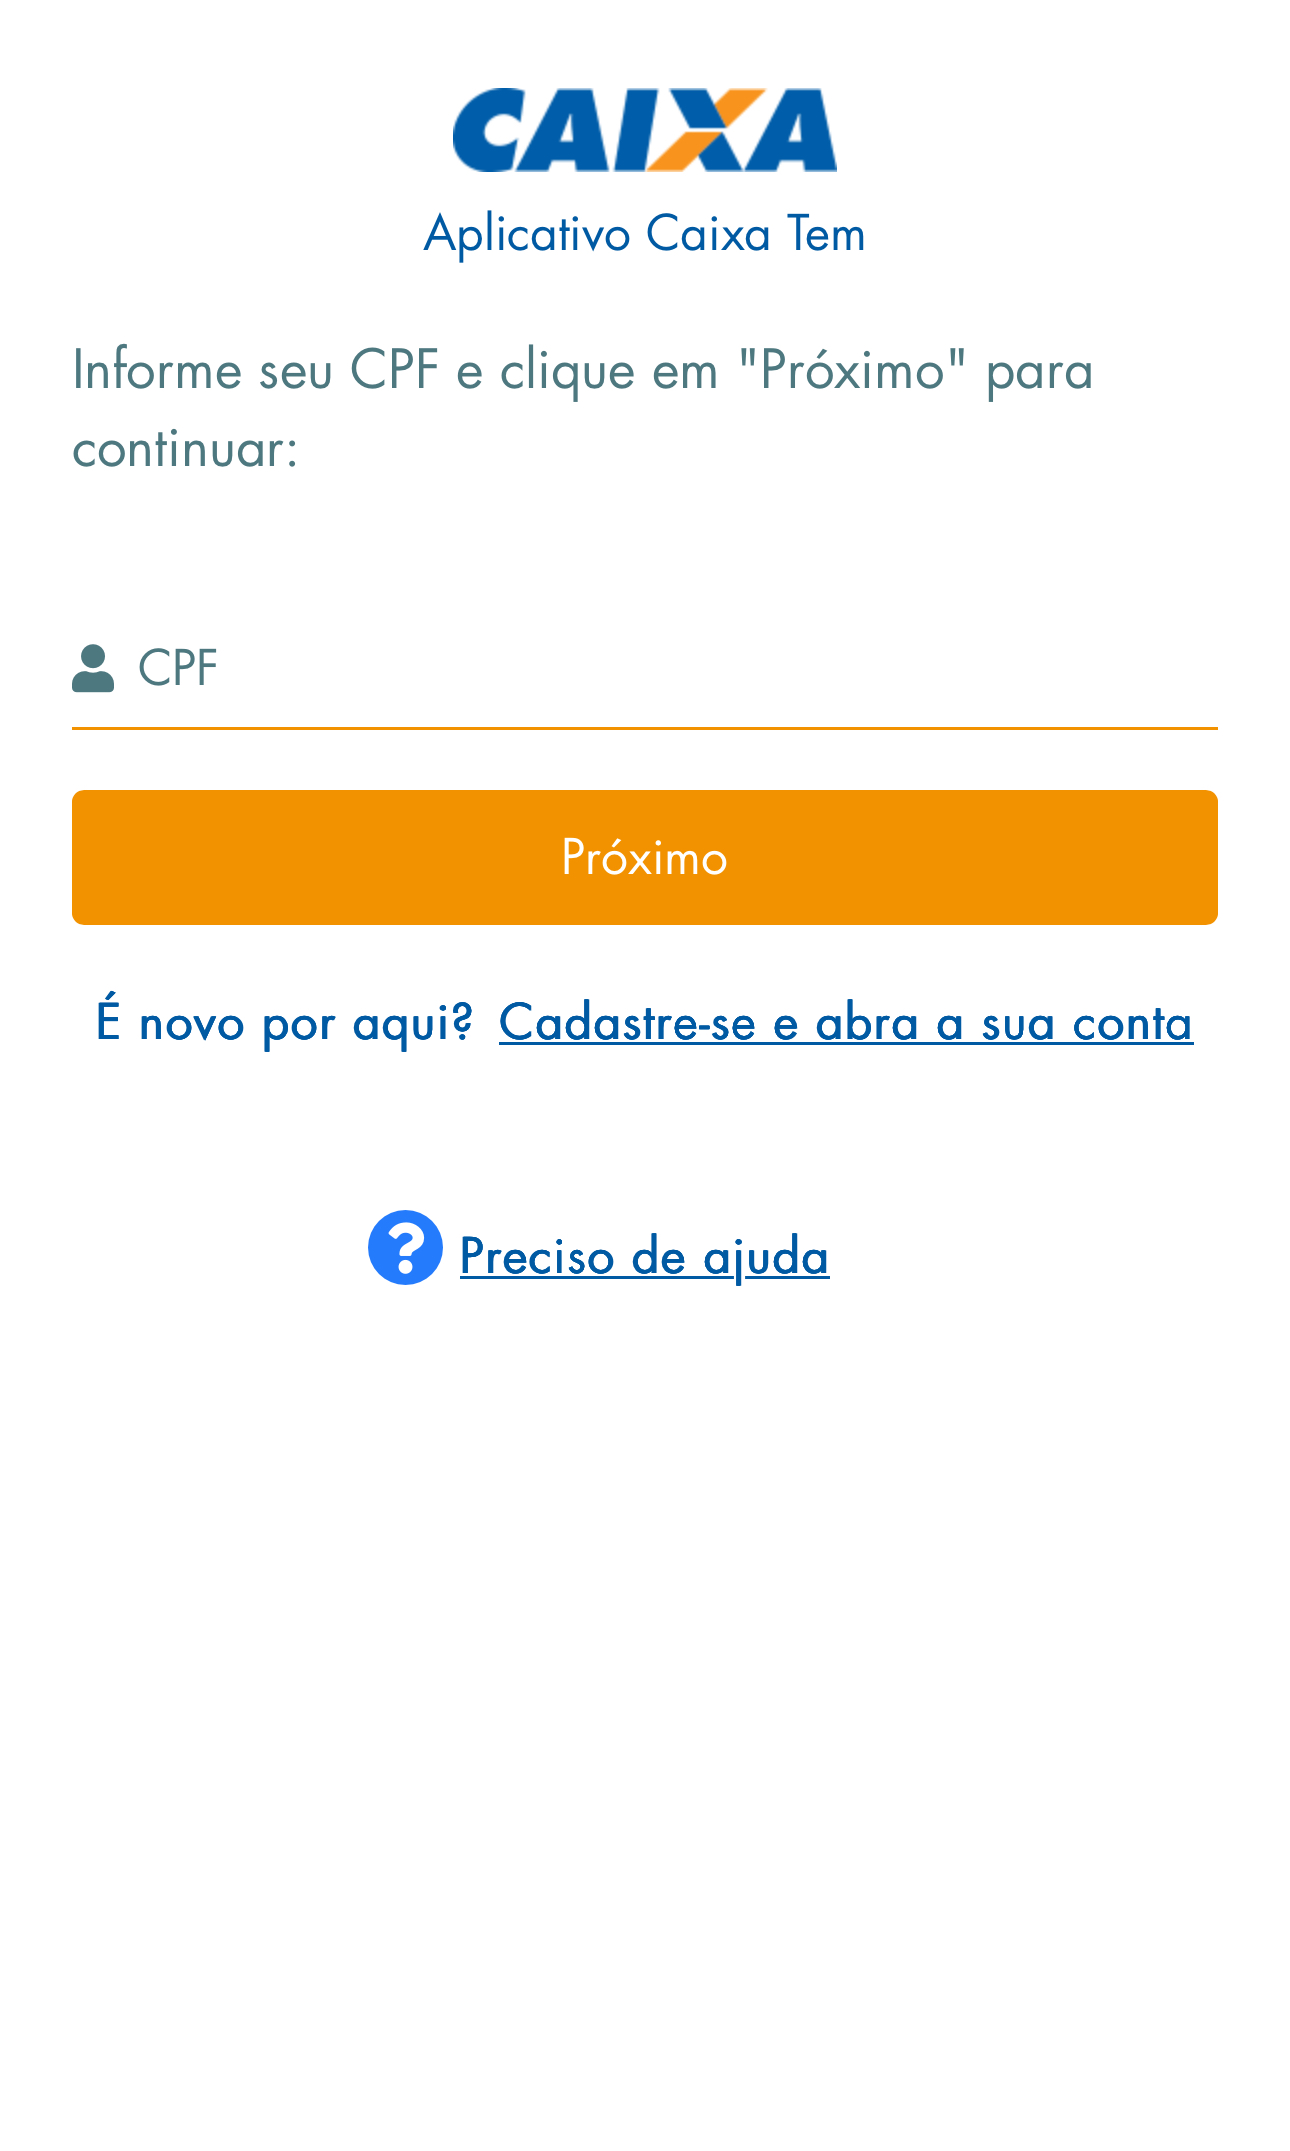 CAIXA
Aplicativo Caixa Tem
Informe seu CPF e clique em "Próximo" para
continuar:
CPF
Próximo
É novo por aqui? Cadastre-se e abra a sua conta
Preciso de ajuda